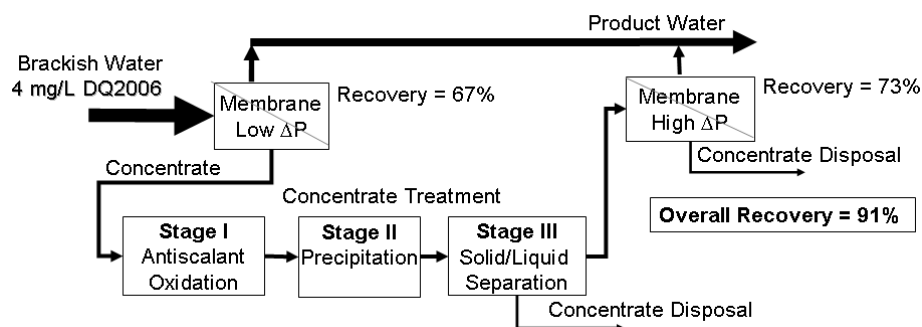 Product Water
Brackish Water
4 mg/L DQ2006
Membrane
Low ΔP
Recovery = 67%
Membrane
High ΔP
Recovery = 73%
Concentrate
Concentrate Disposal
Concentrate Treatment
Overall Recovery = 91%
Stage I
Antiscalant
Oxidation
Stage II
Precipitation
Stage III
Solid/Liquid
Separation
Concentrate Disposal